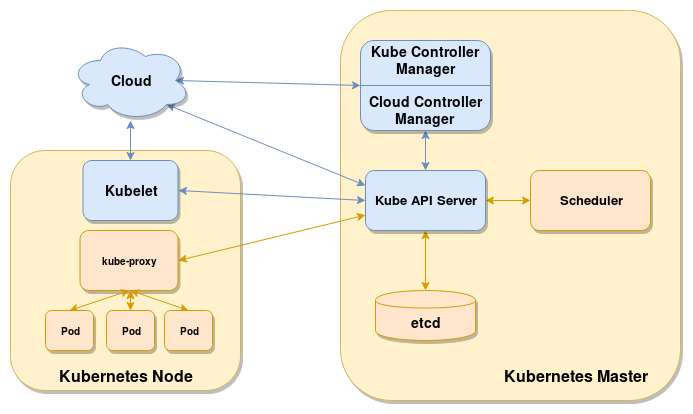 Cloud
Kubelet
kube-proxy
Pod
Pod
Pod
Kubernetes Node
Kube Controller
Manager
Cloud Controller
Manager
Kube API Server
Scheduler
etcd
Kubernetes Master